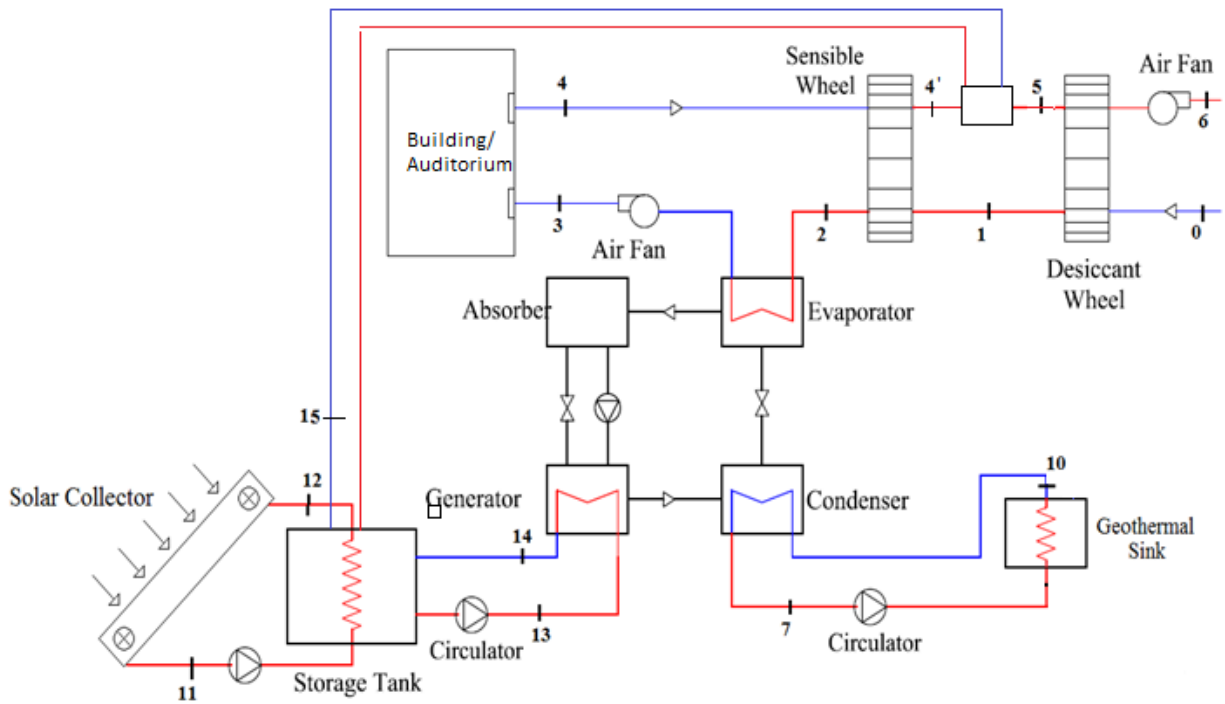 Sensible
Wheel
Air Fan
4
4'
5
6
Building/
Auditorium
3
Air Fan
2
1
0
Desiccant
Wheel
Absorber
Evaporator
15
12
Solar Collector
Generator
Condenser
10
Geothermal
Sink
14
13
Circulator
7
Circulator
11
Storage Tank